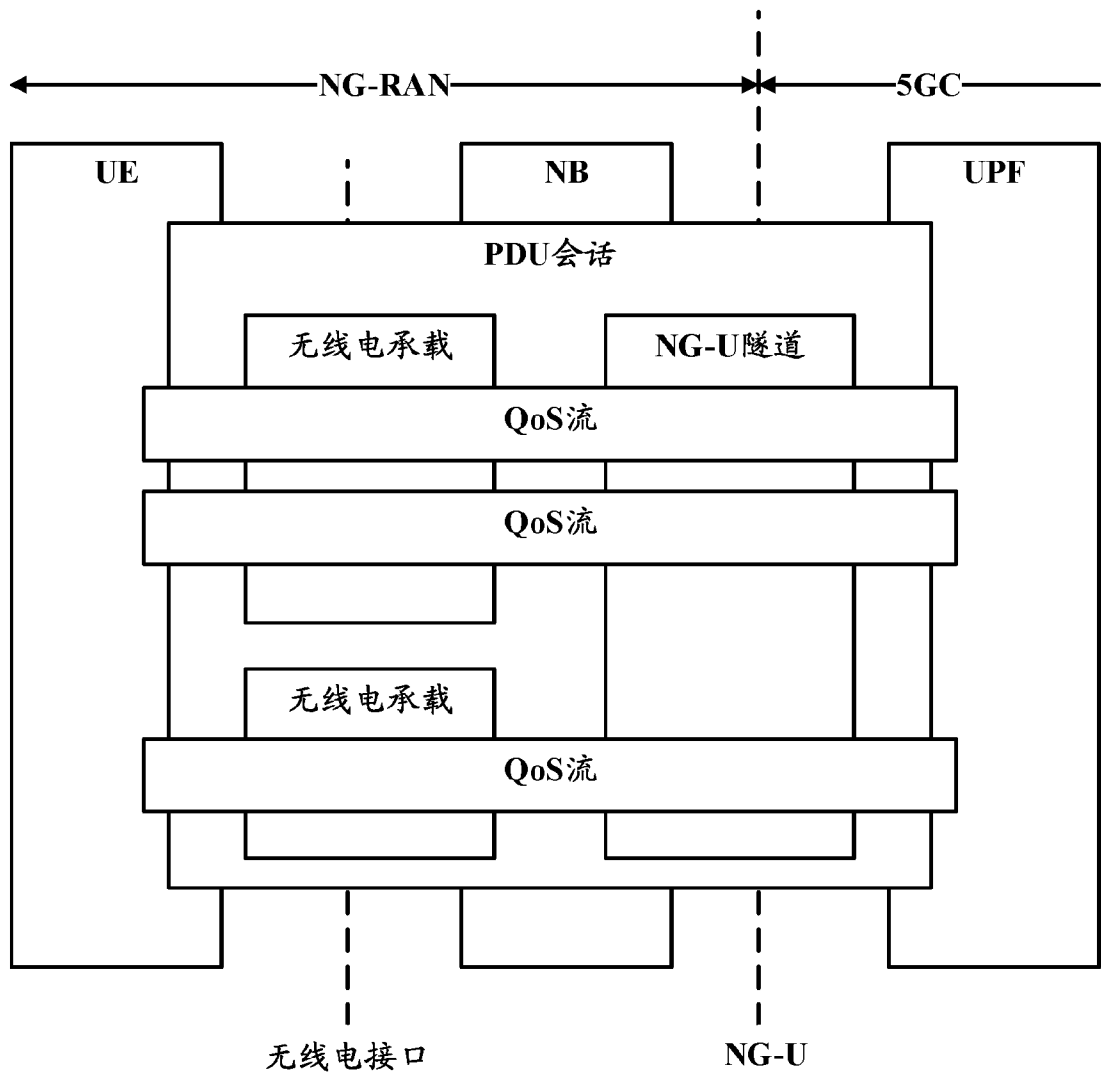 NG-RAN
5GC
UE
NB
UPF
PDU会话
无线电承载
NG-U隧道
QoS流
QoS流
无线电承载
QoS流
无线电接口
NG-U